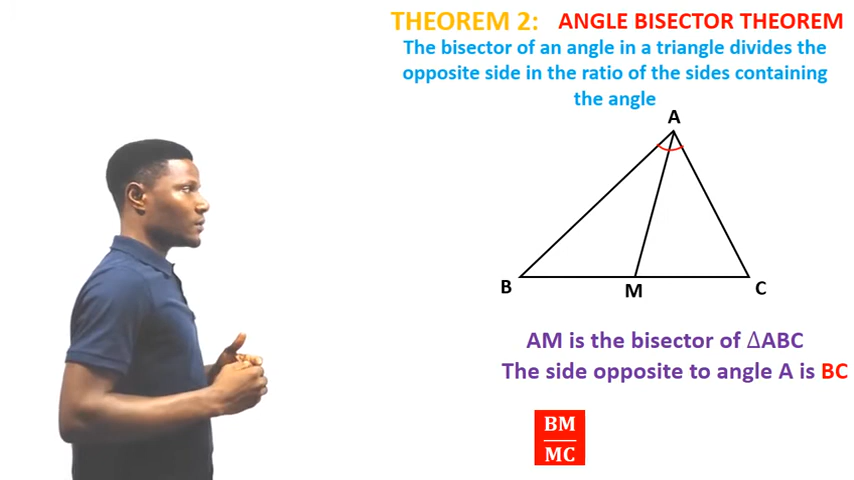 THEOREM 2: ANGLE BISECTOR THEOREM
The bisector of an angle in a triangle divides the
opposite side in the ratio of the sides containing
the angle
A
B
M
C
AM is the bisector of ΔABC
The side opposite to angle A is BC
BM
MC